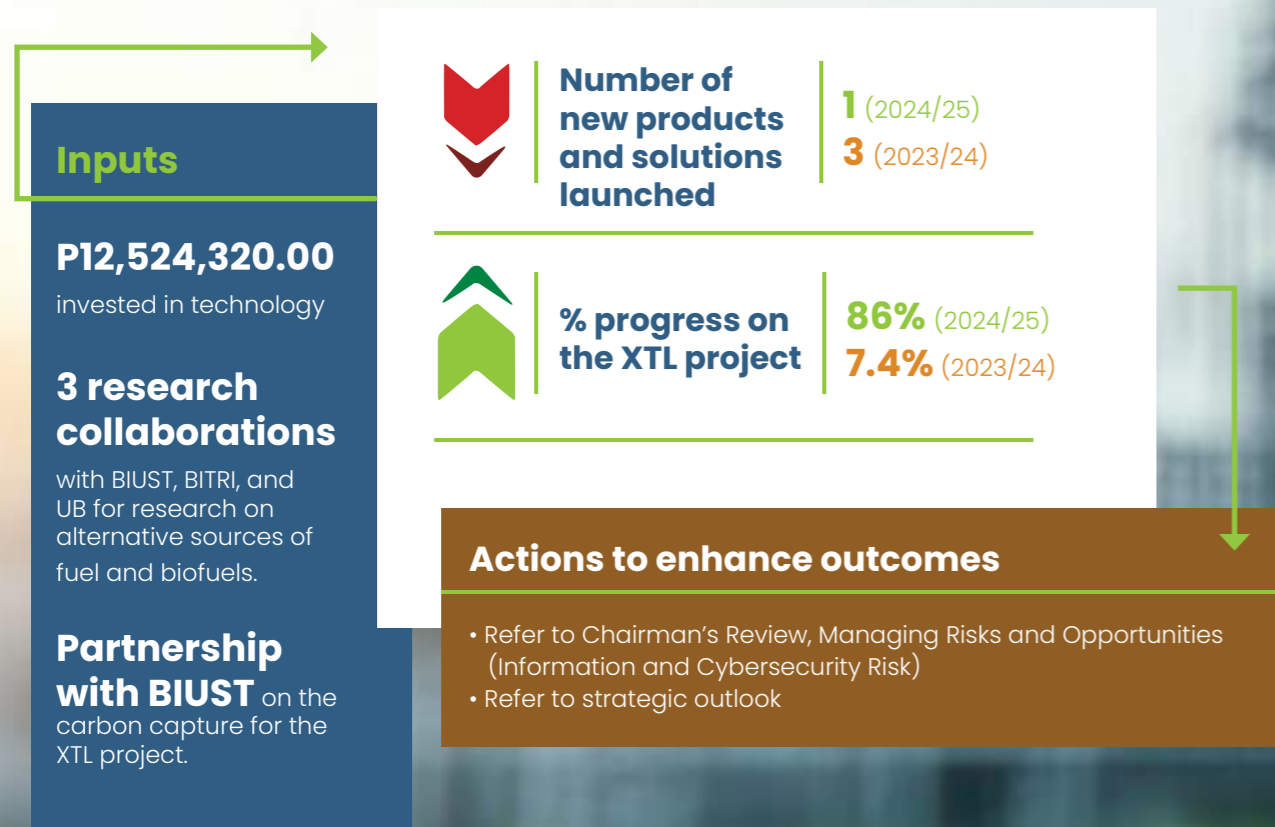 Inputs
P12,524,320.00
invested in technology
3 research
collaborations
with BIUST, BITRI, and
UB for research on
alternative sources of
fuel and biofuels.
Partnership
with BIUST on the
carbon capture for the
XTL project.
Number of
new products
and solutions
launched
1 (2024/25)
3 (2023/24)
% progress on
the XTL project
86% (2024/25)
7.4% (2023/24)
Actions to enhance outcomes
• Refer to Chairman’s Review, Managing Risks and Opportunities
(Information and Cybersecurity Risk)
• Refer to strategic outlook